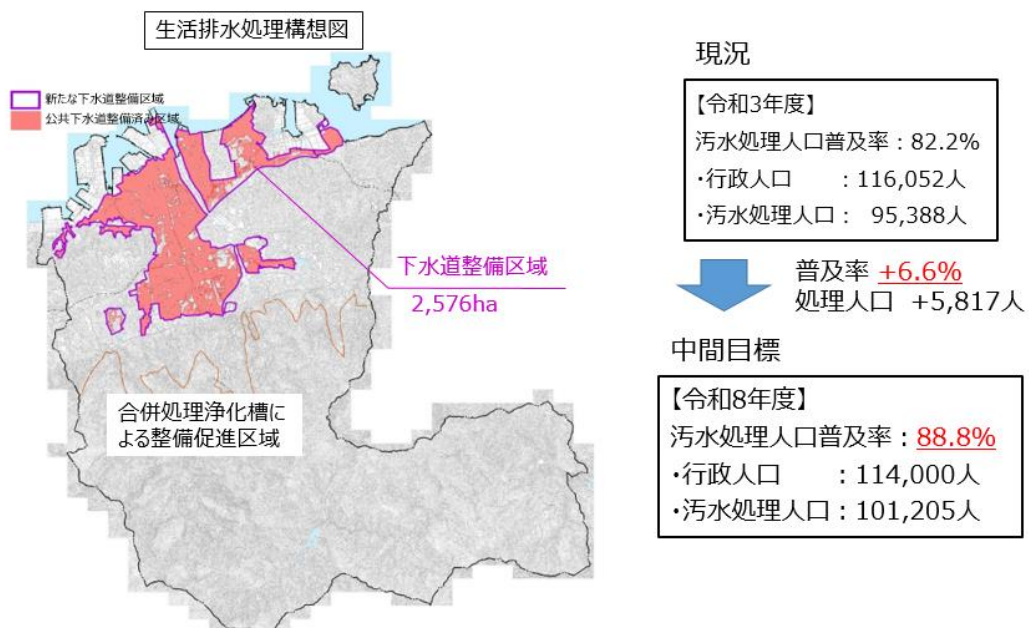 生活排水処理構想図
新たな下水道整備区域
公共下水道整備済み区域
下水道整備区域
2,576ha
合併処理浄化槽に
よる整備促進区域
現況
【令和3年度】
汚水処理人口普及率：82.2%
・行政人口　　：116,052人
・汚水処理人口：　95,388人
普及率 +6.6%
処理人口　+5,817人
中間目標
【令和8年度】
汚水処理人口普及率：88.8%
・行政人口　　：114,000人
・汚水処理人口：101,205人